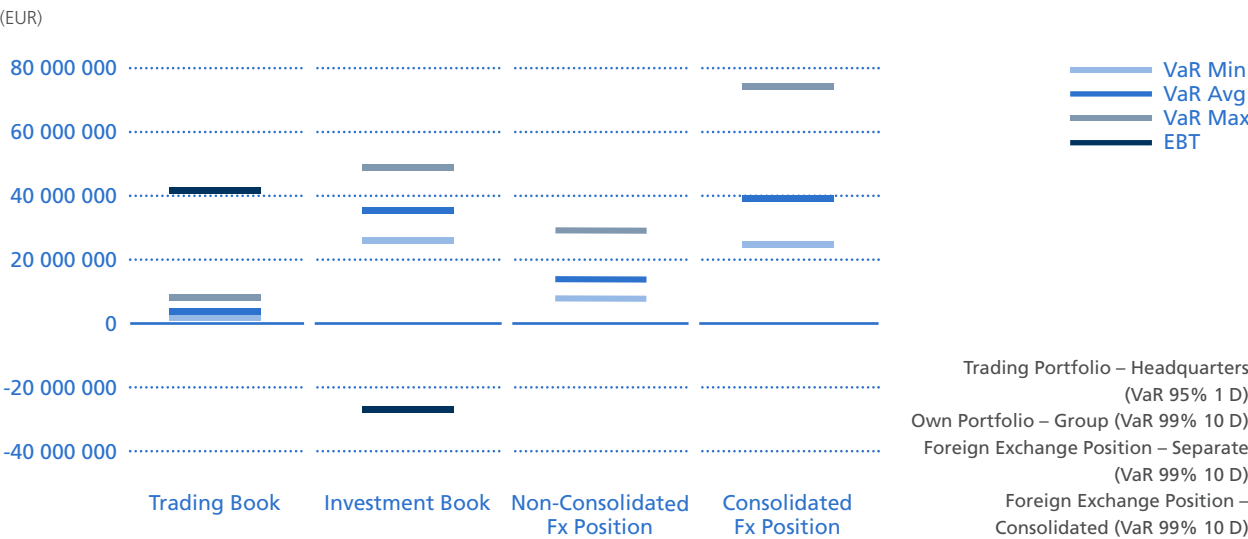 (EUR)
80 000 000
60 000 000
40 000 000
20 000 000
0
-20 000 000
-40 000 000
Trading Book
Investment Book
Non-Consolidated
Fx Position
Consolidated
Fx Position
VaR Min
VaR Avg
VaR Max
EBT
Trading Portfolio – Headquarters
(VaR 95% 1 D)
Own Portfolio – Group (VaR 99% 10 D)
Foreign Exchange Position – Separate
(VaR 99% 10 D)
Foreign Exchange Position –
Consolidated (VaR 99% 10 D)